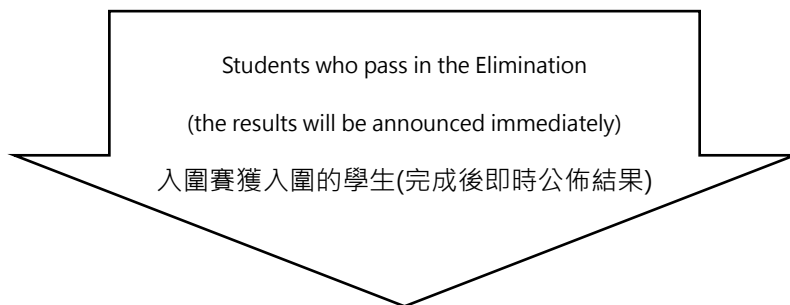 Students who pass in the Elimination
(the results will be announced immediately)
入圍賽獲入圍的學生(完成後即時公佈結果)